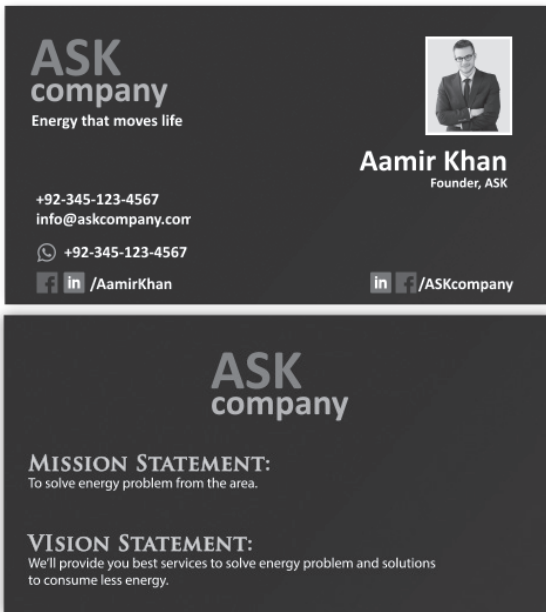 ASK
company
Energy that moves life
Aamir Khan
Founder, ASK
+92-345-123-4567
info@askcompany.com
+92-345-123-4567
f in /AamirKhan
in f /ASKcompany
ASK
company
MISSION STATEMENT:
To solve energy problem from the area.
VISION STATEMENT:
We'll provide you best services to solve energy problem and solutions
to consume less energy.